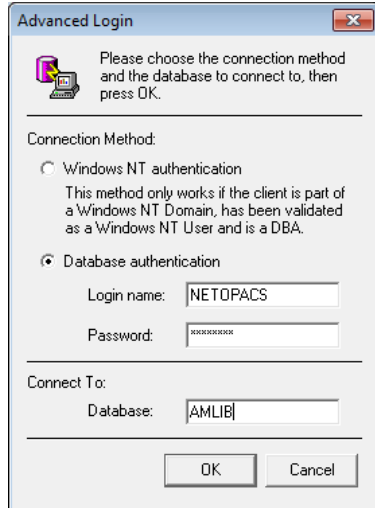 Advanced Login
Please choose the connection method
and the database to connect to, then
press OK.
Connection Method:
Windows NT authentication
This method only works if the client is part of
a Windows NT Domain, has been validated
as a Windows NT User and is a DBA.
Database authentication
Login name: NETOPACS
Password: ********
Connect To:
Database: AMLIB
OK Cancel